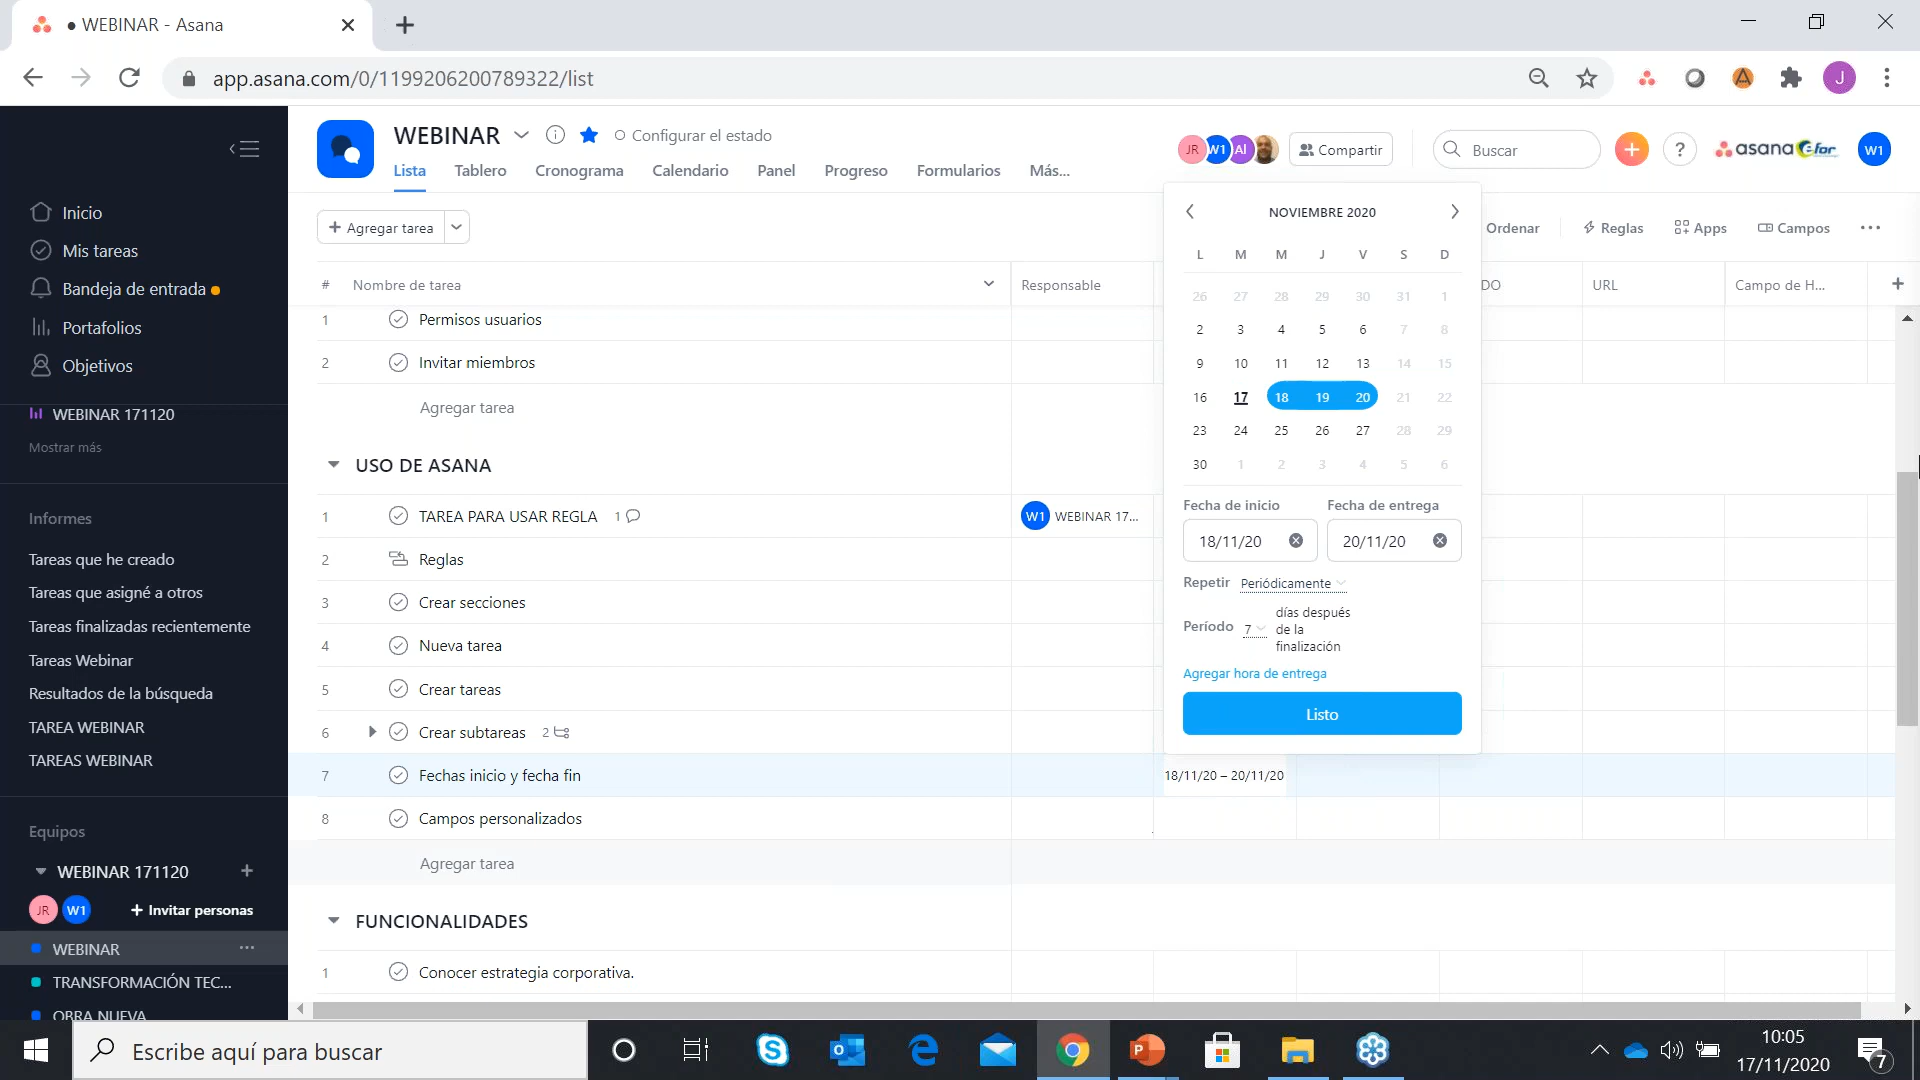 ● WEBINAR - Asana
app.asana.com/0/1199206200789322/list
J
WEBINAR
Configurar el estado
JR W1 AI
Compartir
Buscar
?
asana efor
W1
Lista Tablero Cronograma Calendario Panel Progreso Formularios Más...
Inicio
Mis tareas
Bandeja de entrada
Portafolios
Objetivos
WEBINAR 171120
Mostrar más
Informes
Tareas que he creado
Tareas que asigné a otros
Tareas finalizadas recientemente
Tareas Webinar
Resultados de la búsqueda
TAREA WEBINAR
TAREAS WEBINAR
Equipos
WEBINAR 171120
JR W1 + Invitar personas
WEBINAR
TRANSFORMACIÓN TEC...
OBRA NUEVA
+ Agregar tarea
Ordenar Reglas Apps Campos
# Nombre de tarea Responsable DO URL Campo de H...
1 Permisos usuarios
2 Invitar miembros
Agregar tarea
USO DE ASANA
1 TAREA PARA USAR REGLA 1 W1 WEBINAR 17...
2 Reglas
3 Crear secciones
4 Nueva tarea
5 Crear tareas
6 Crear subtareas 2
7 Fechas inicio y fecha fin 18/11/20 – 20/11/20
8 Campos personalizados
Agregar tarea
FUNCIONALIDADES
1 Conocer estrategia corporativa.
NOVIEMBRE 2020
L M M J V S D
26 27 28 29 30 31 1
2 3 4 5 6 7 8
9 10 11 12 13 14 15
16 17 18 19 20 21 22
23 24 25 26 27 28 29
30 1 2 3 4 5 6
Fecha de inicio Fecha de entrega
18/11/20 20/11/20
Repetir Periódicamente
Período 7 días después
de la
finalización
Agregar hora de entrega
Listo
Escribe aquí para buscar
10:05
17/11/2020
7